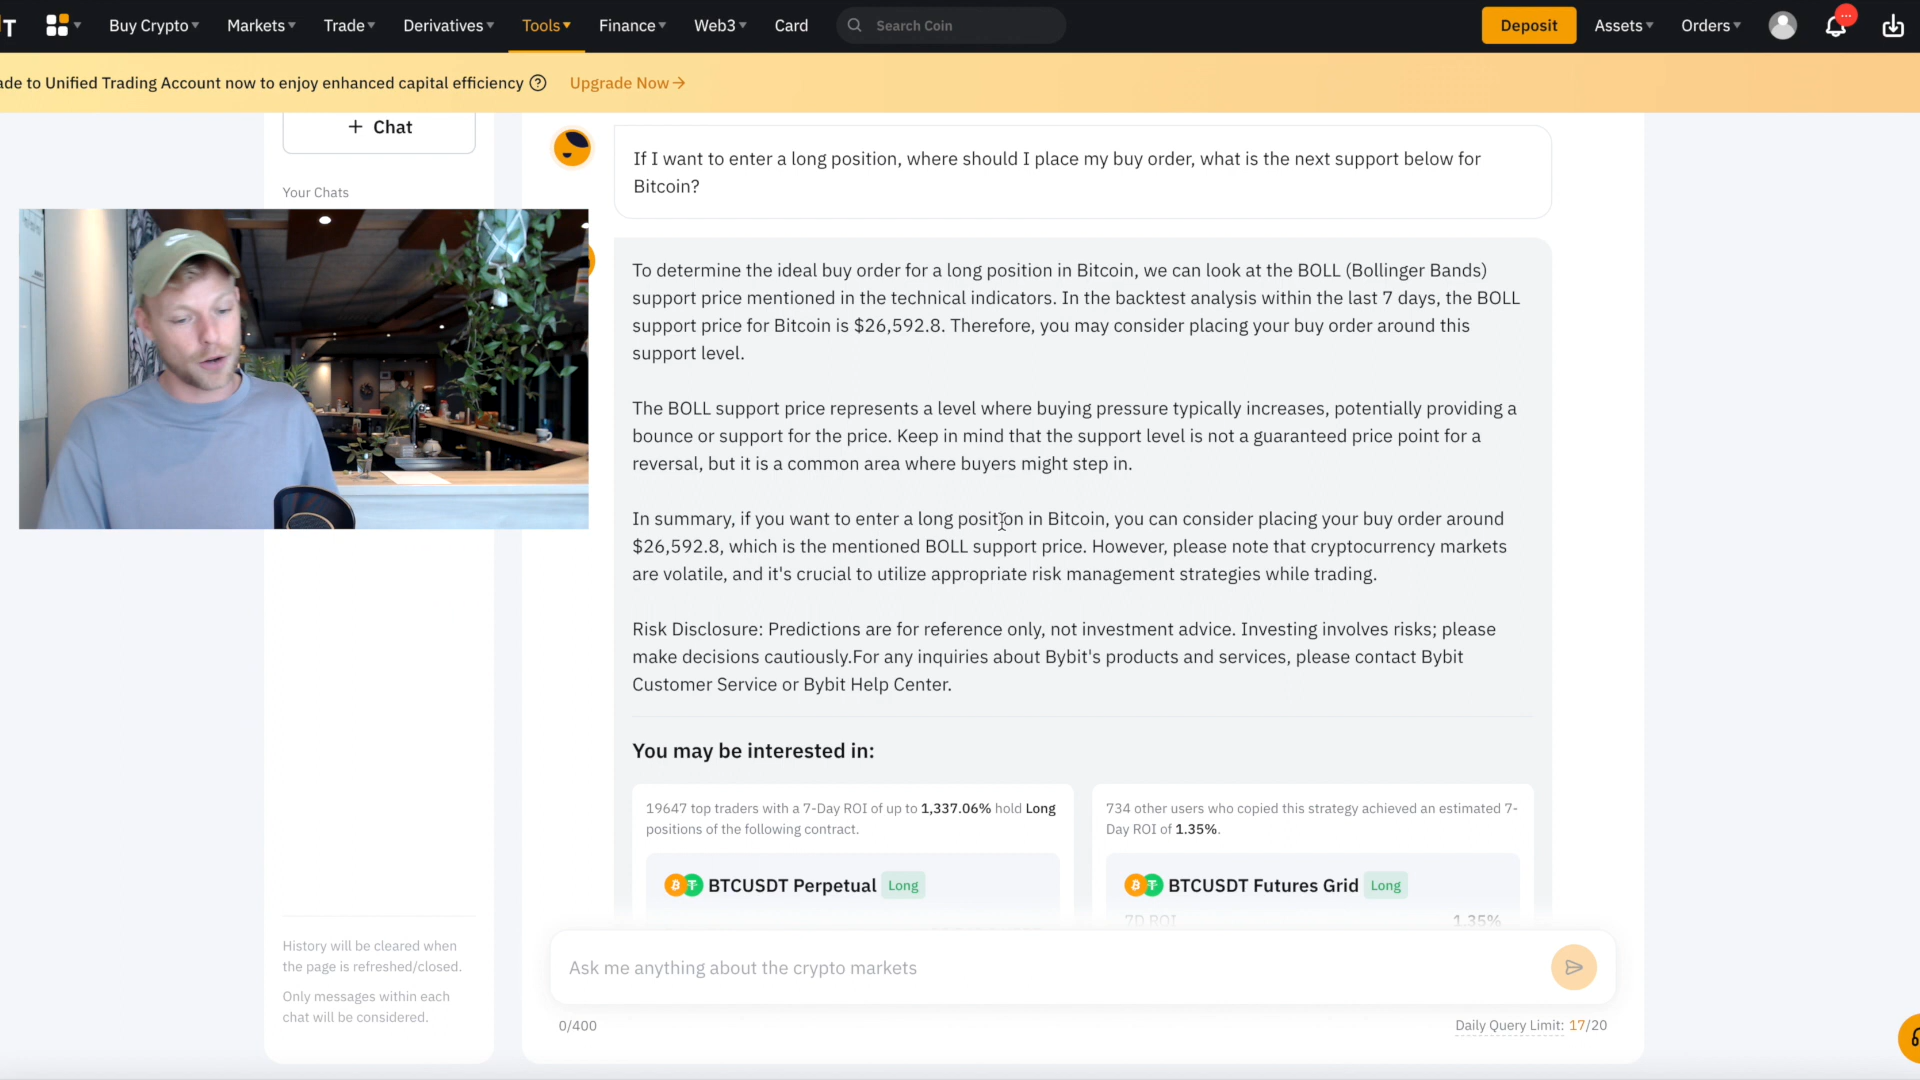 T
Buy Crypto
Markets
Trade
Derivatives
Tools
Finance
Web3
Card
Search Coin
Deposit
Assets
Orders
ade to Unified Trading Account now to enjoy enhanced capital efficiency
Upgrade Now →
+ Chat
Your Chats
If I want to enter a long position, where should I place my buy order, what is the next support below for
Bitcoin?
To determine the ideal buy order for a long position in Bitcoin, we can look at the BOLL (Bollinger Bands)
support price mentioned in the technical indicators. In the backtest analysis within the last 7 days, the BOLL
support price for Bitcoin is $26,592.8. Therefore, you may consider placing your buy order around this
support level.
The BOLL support price represents a level where buying pressure typically increases, potentially providing a
bounce or support for the price. Keep in mind that the support level is not a guaranteed price point for a
reversal, but it is a common area where buyers might step in.
In summary, if you want to enter a long position in Bitcoin, you can consider placing your buy order around
$26,592.8, which is the mentioned BOLL support price. However, please note that cryptocurrency markets
are volatile, and it's crucial to utilize appropriate risk management strategies while trading.
Risk Disclosure: Predictions are for reference only, not investment advice. Investing involves risks; please
make decisions cautiously.For any inquiries about Bybit's products and services, please contact Bybit
Customer Service or Bybit Help Center.
You may be interested in:
19647 top traders with a 7-Day ROI of up to 1,337.06% hold Long
positions of the following contract.
BTCUSDT Perpetual Long
734 other users who copied this strategy achieved an estimated 7-
Day ROI of 1.35%.
BTCUSDT Futures Grid Long
7D ROI 1.35%
History will be cleared when
the page is refreshed/closed.
Only messages within each
chat will be considered.
Ask me anything about the crypto markets
0/400
Daily Query Limit: 17/20